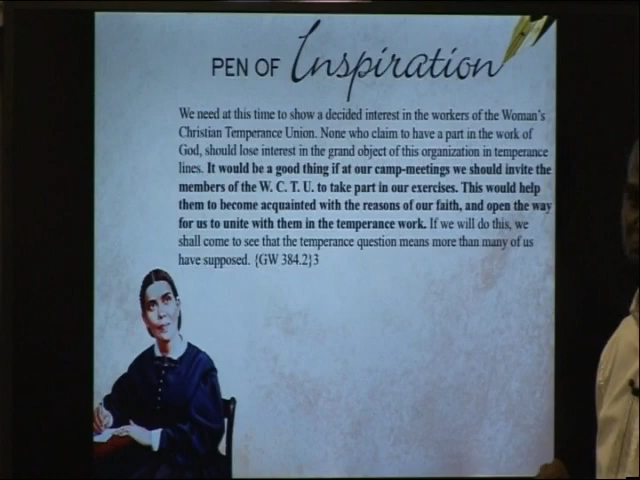 PEN OF Inspiration
We need at this time to show a decided interest in the workers of the Woman's
Christian Temperance Union. None who claim to have a part in the work of
God, should lose interest in the grand object of this organization in temperance
lines. It would be a good thing if at our camp-meetings we should invite the
members of the W. C. T. U. to take part in our exercises. This would help
them to become acquainted with the reasons of our faith, and open the way
for us to unite with them in the temperance work. If we will do this, we
shall come to see that the temperance question means more than many of us
have supposed. {GW 384.2}3